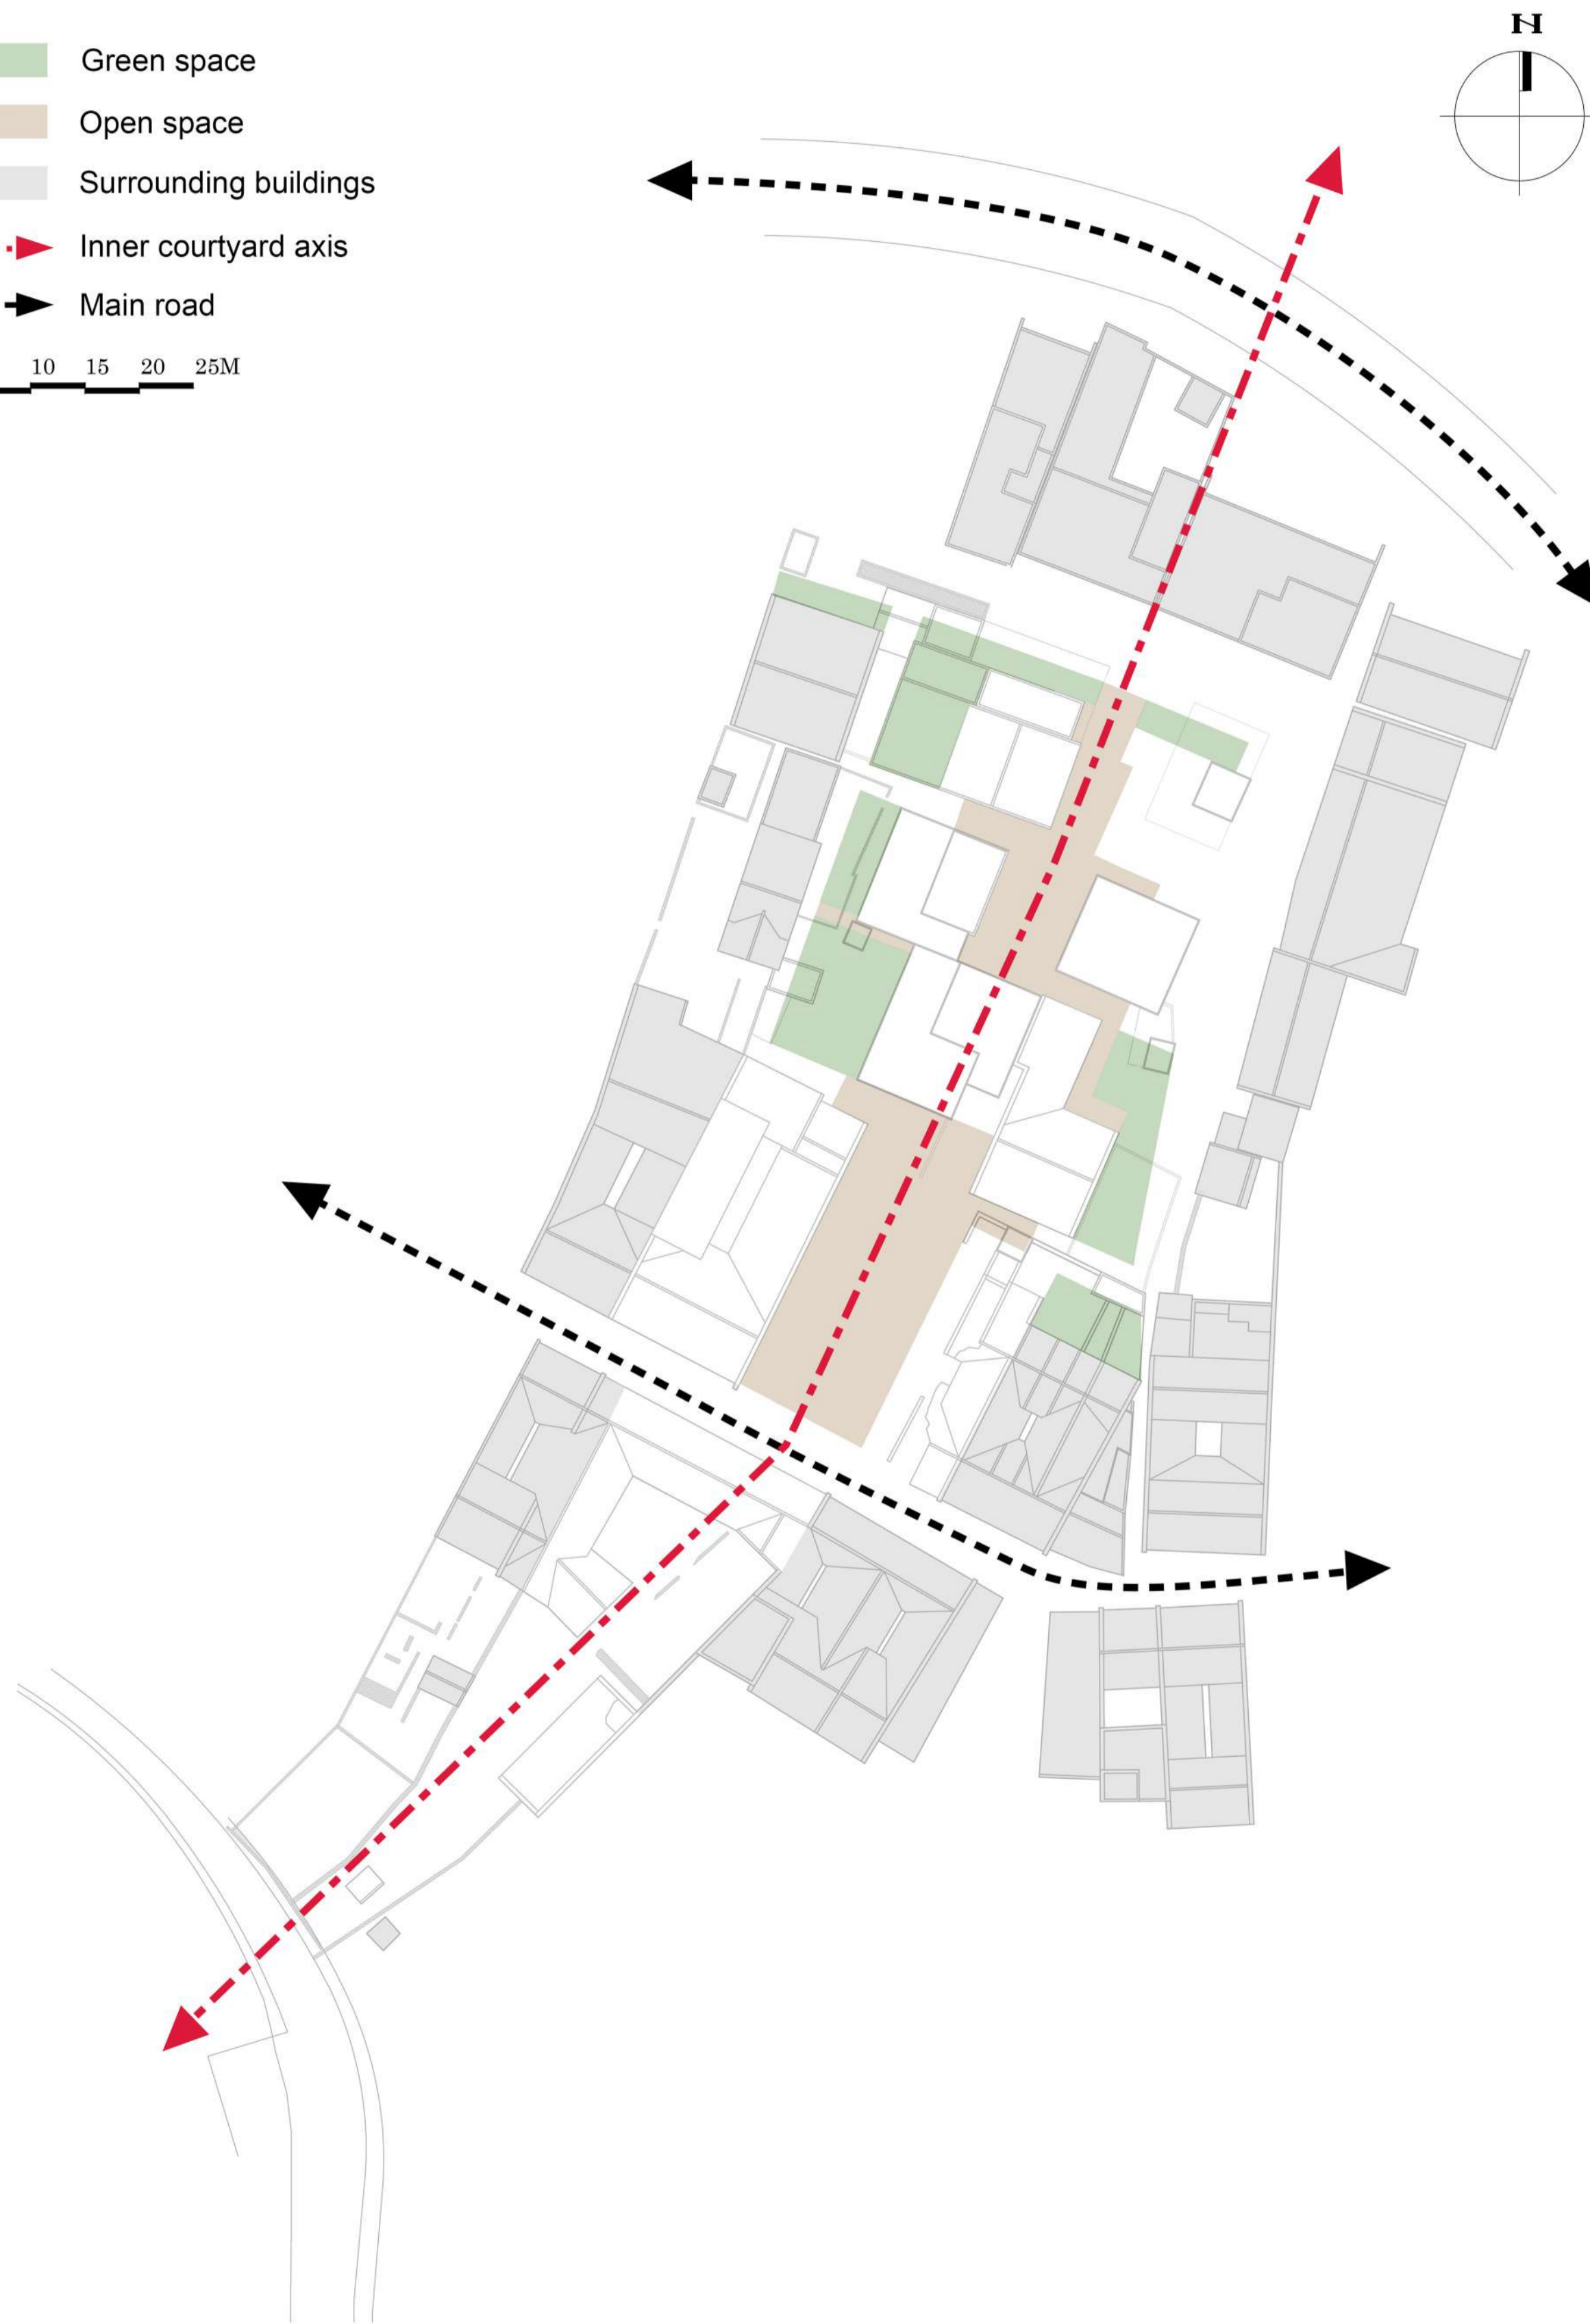 N
Green space
Open space
Surrounding buildings
Inner courtyard axis
Main road
10 15 20 25M